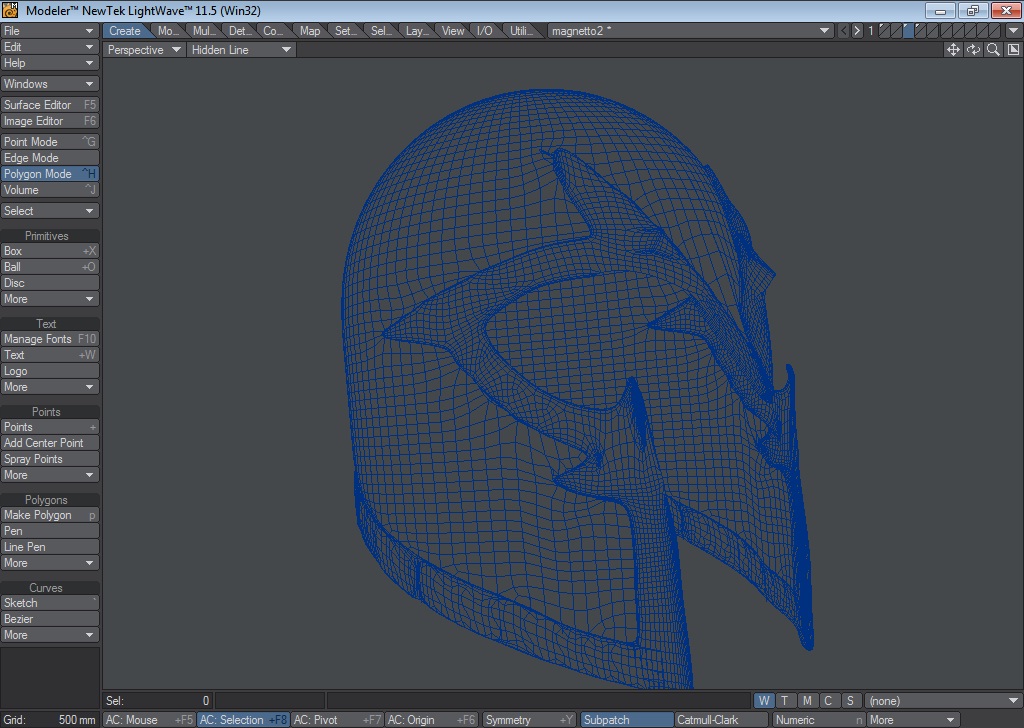 Modeler™ NewTek LightWave™ 11.5 (Win32)
File
Edit
Help
Windows
Surface Editor F5
Image Editor F6
Point Mode ^G
Edge Mode
Polygon Mode ^H
Volume ^J
Select
Primitives
Box +X
Ball +O
Disc
More
Text
Manage Fonts F10
Text +W
Logo
More
Points
Points +
Add Center Point
Spray Points
More
Polygons
Make Polygon p
Pen
Line Pen
More
Curves
Sketch `
Bezier
More
Create Mo... Mul... Det... Co... Map Set... Sel... Lay... View I/O Utili... magnetto2 * < > 1
Perspective Hidden Line
Sel: 0 W T M C S (none)
Grid: 500 mm AC: Mouse +F5 AC: Selection +F8 AC: Pivot +F7 AC: Origin +F6 Symmetry +Y Subpatch Catmull-Clark Numeric n More